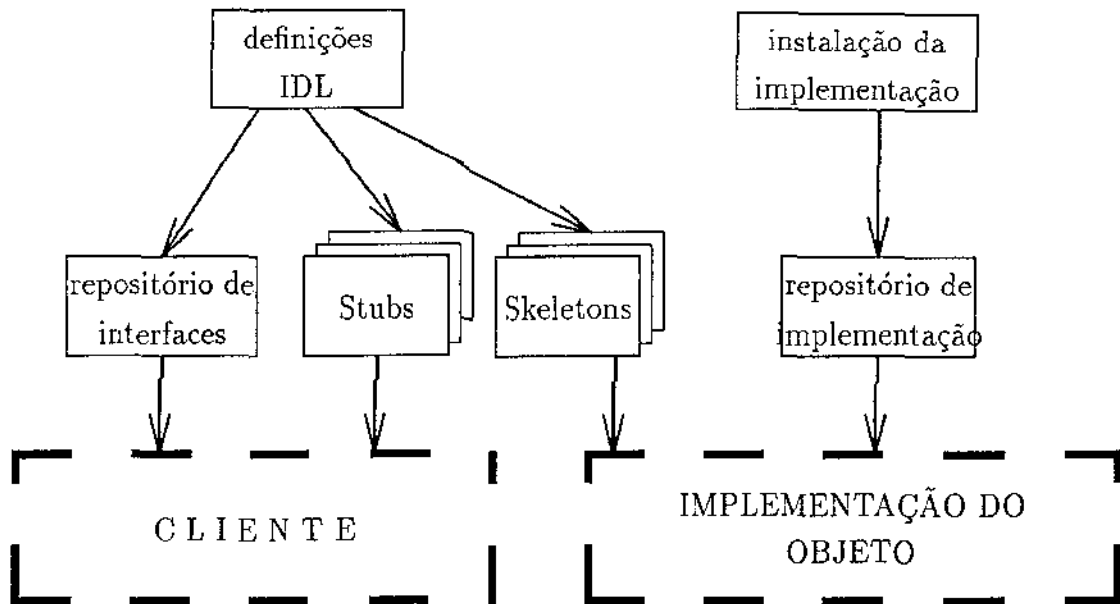 definições
IDL
instalação da
implementação
repositório de
interfaces
Stubs
Skeletons
repositório de
implementação
CLIENTE
IMPLEMENTAÇÃO DO
OBJETO